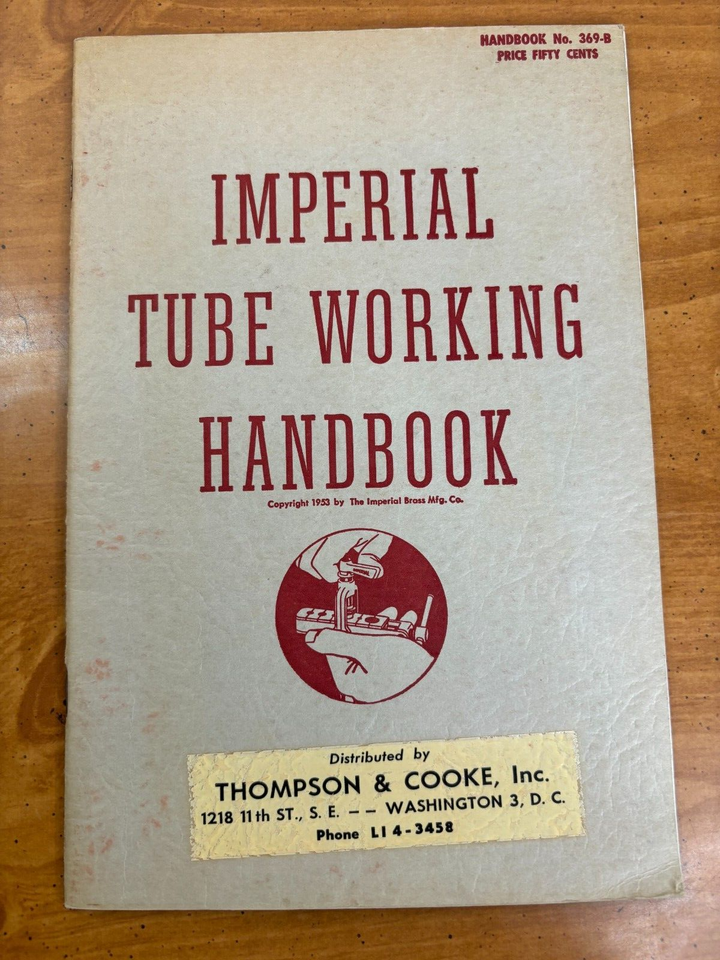 HANDBOOK No. 369-B
PRICE FIFTY CENTS
IMPERIAL
TUBE WORKING
HANDBOOK
Copyright 1953 by The Imperial Brass Mfg. Co.
Distributed by
THOMPSON & COOKE, Inc.
1218 11th ST., S. E. — — WASHINGTON 3, D. C.
Phone LI 4-3458